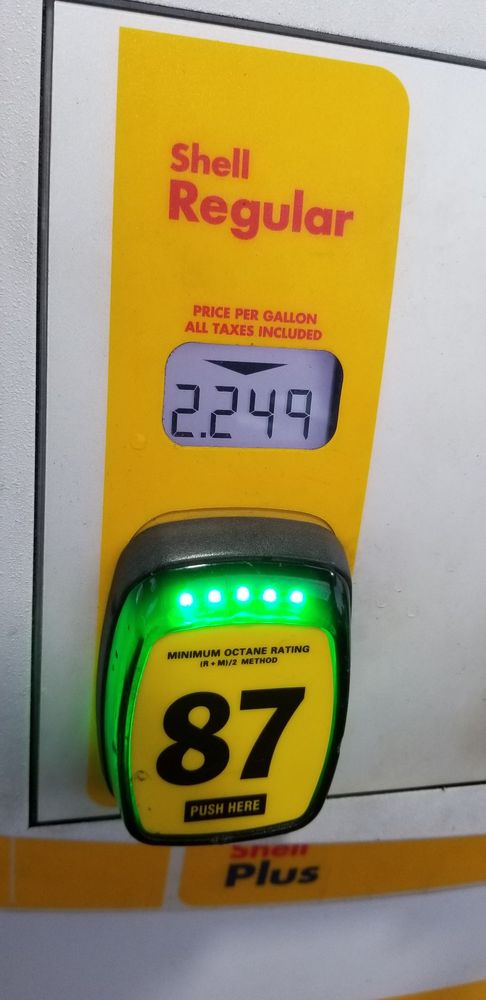 Shell
Regular
PRICE PER GALLON
ALL TAXES INCLUDED
2.249
MINIMUM OCTANE RATING
(R + M)/2 METHOD
87
PUSH HERE
Shell
Plus